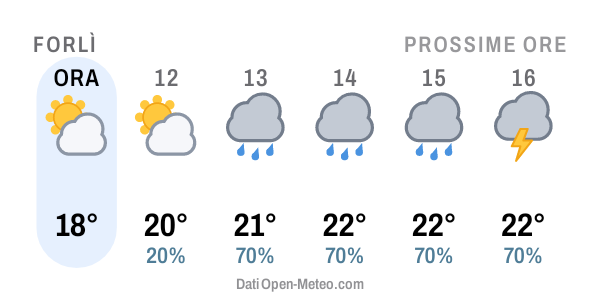 FORLÌ PROSSIME ORE
ORA 12 13 14 15 16
18° 20° 21° 22° 22° 22°
20% 70% 70% 70% 70%
Dati Open-Meteo.com